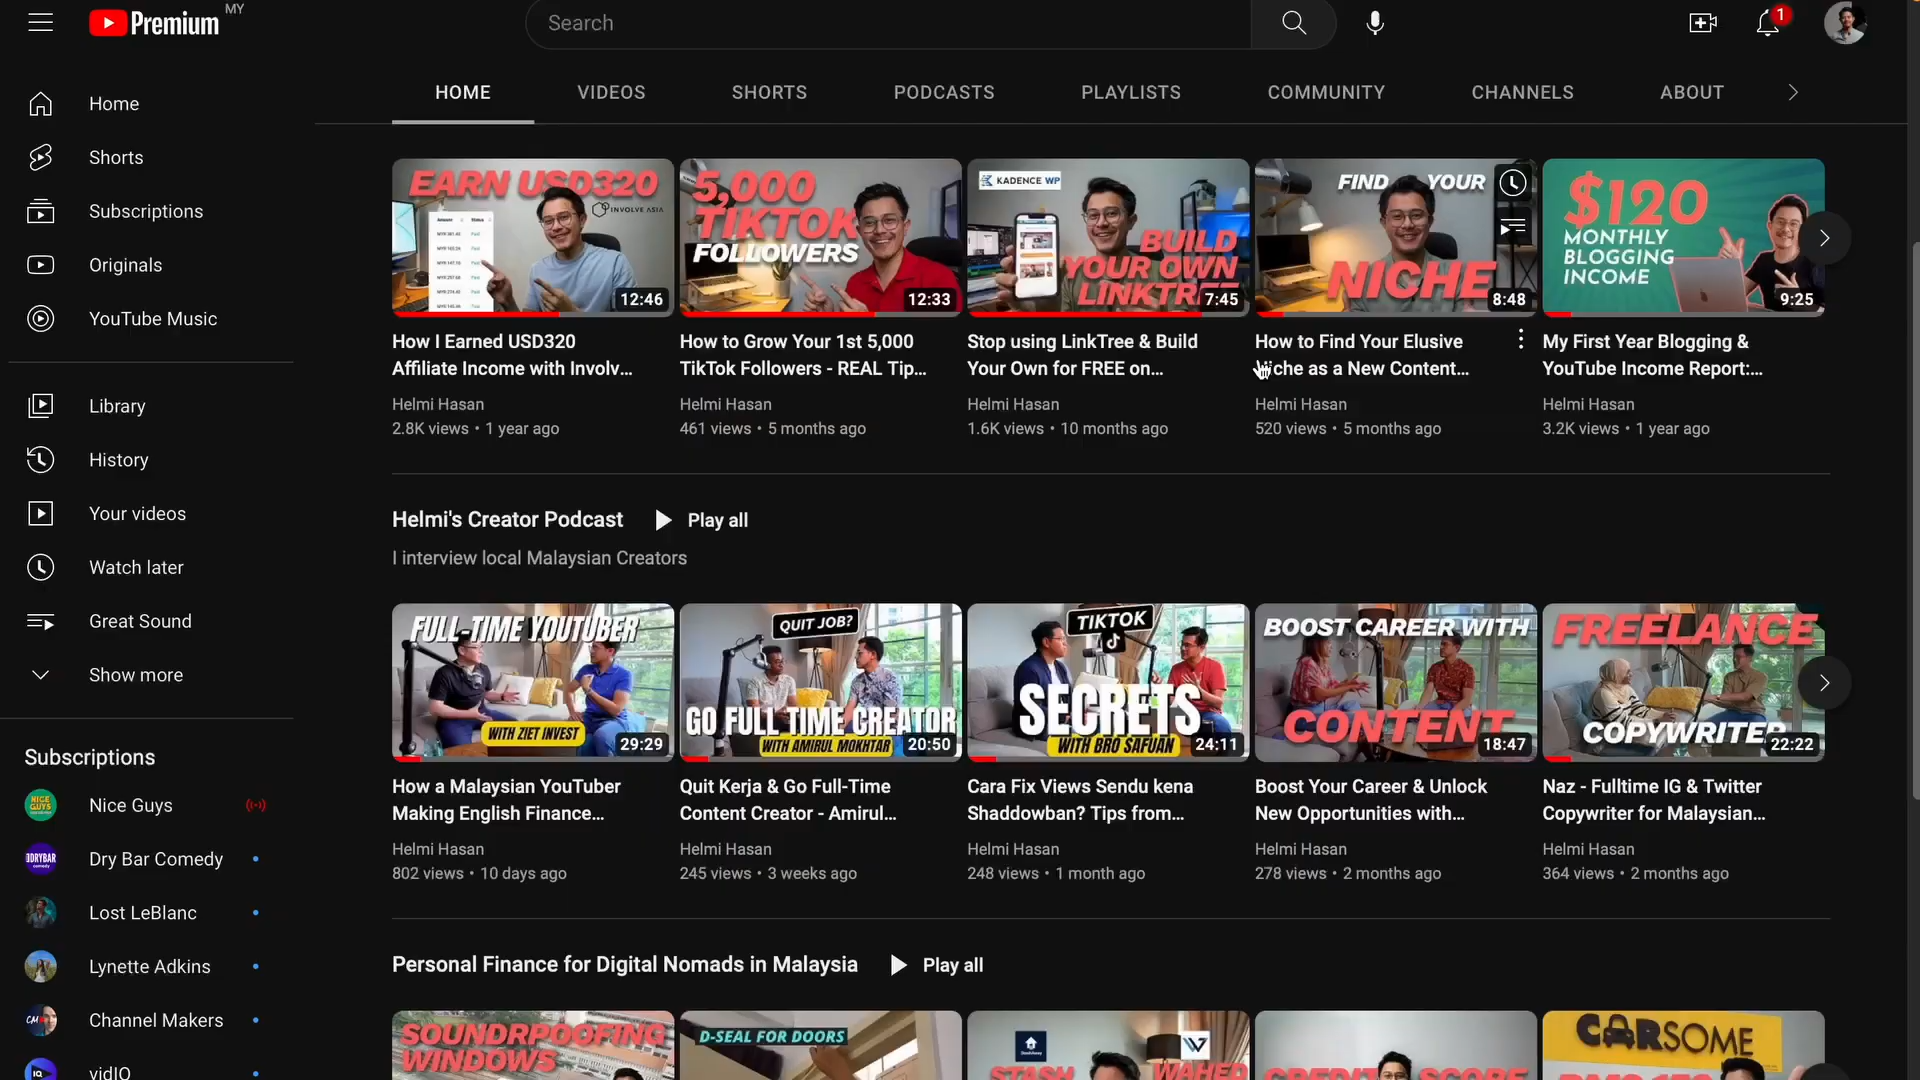 Premium MY
Search
1
Home
Shorts
Subscriptions
Originals
YouTube Music
Library
History
Your videos
Watch later
Great Sound
Show more
Subscriptions
Nice Guys
Dry Bar Comedy
Lost LeBlanc
Lynette Adkins
Channel Makers
vidIQ
HOME VIDEOS SHORTS PODCASTS PLAYLISTS COMMUNITY CHANNELS ABOUT
EARN USD320
INVOLVE ASIA
12:46
How I Earned USD320
Affiliate Income with Involv...
Helmi Hasan
2.8K views • 1 year ago
5,000
TIKTOK
FOLLOWERS
12:33
How to Grow Your 1st 5,000
TikTok Followers - REAL Tip...
Helmi Hasan
461 views • 5 months ago
KADENCE WP
BUILD
YOUR OWN
LINKTREE
7:45
Stop using LinkTree & Build
Your Own for FREE on...
Helmi Hasan
1.6K views • 10 months ago
FIND YOUR
NICHE
8:48
How to Find Your Elusive
Niche as a New Content...
Helmi Hasan
520 views • 5 months ago
$120
MONTHLY
BLOGGING
INCOME
9:25
My First Year Blogging &
YouTube Income Report:...
Helmi Hasan
3.2K views • 1 year ago
Helmi's Creator Podcast Play all
I interview local Malaysian Creators
FULL-TIME YOUTUBER
WITH ZIET INVEST
29:29
How a Malaysian YouTuber
Making English Finance...
Helmi Hasan
802 views • 10 days ago
QUIT JOB?
GO FULL TIME CREATOR
WITH AMIRUL MOKHTAR
20:50
Quit Kerja & Go Full-Time
Content Creator - Amirul...
Helmi Hasan
245 views • 3 weeks ago
TIKTOK
SECRETS
WITH BRO SAFUAN
24:11
Cara Fix Views Sendu kena
Shaddowban? Tips from...
Helmi Hasan
248 views • 1 month ago
BOOST CAREER WITH
CONTENT
18:47
Boost Your Career & Unlock
New Opportunities with...
Helmi Hasan
278 views • 2 months ago
FREELANCE
COPYWRITER
22:22
Naz - Fulltime IG & Twitter
Copywriter for Malaysian...
Helmi Hasan
364 views • 2 months ago
Personal Finance for Digital Nomads in Malaysia Play all
SOUNDRPOOFING
WINDOWS
D-SEAL FOR DOORS
STASH
WAHED
CREDIT SCORE
CARSOME